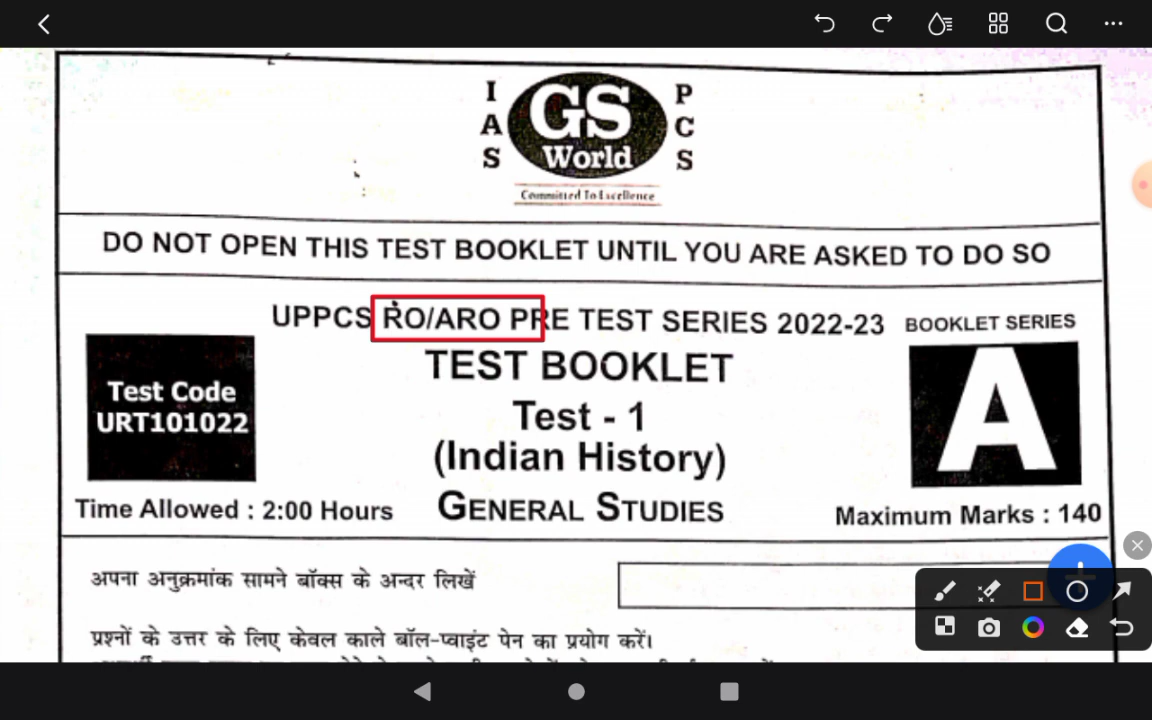 IAS
GS
World
PCS
Committed To Excellence
DO NOT OPEN THIS TEST BOOKLET UNTIL YOU ARE ASKED TO DO SO
UPPCS RO/ARO PRE TEST SERIES 2022-23
BOOKLET SERIES
Test Code
URT101022
TEST BOOKLET
Test - 1
(Indian History)
GENERAL STUDIES
A
Time Allowed : 2:00 Hours
Maximum Marks : 140
अपना अनुक्रमांक सामने बॉक्स के अन्दर लिखें
प्रश्नों के उत्तर के लिए केवल काले बॉल-प्वाइंट पेन का प्रयोग करें।